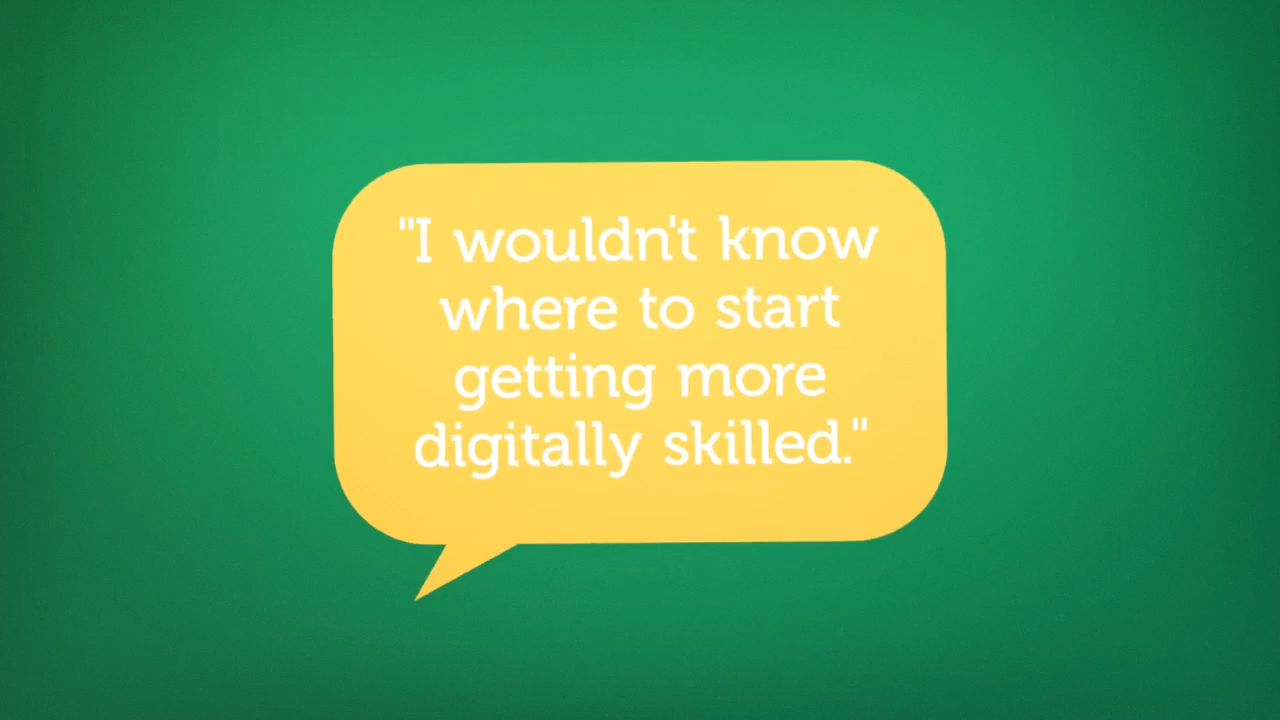 "I wouldn't know
where to start
getting more
digitally skilled."